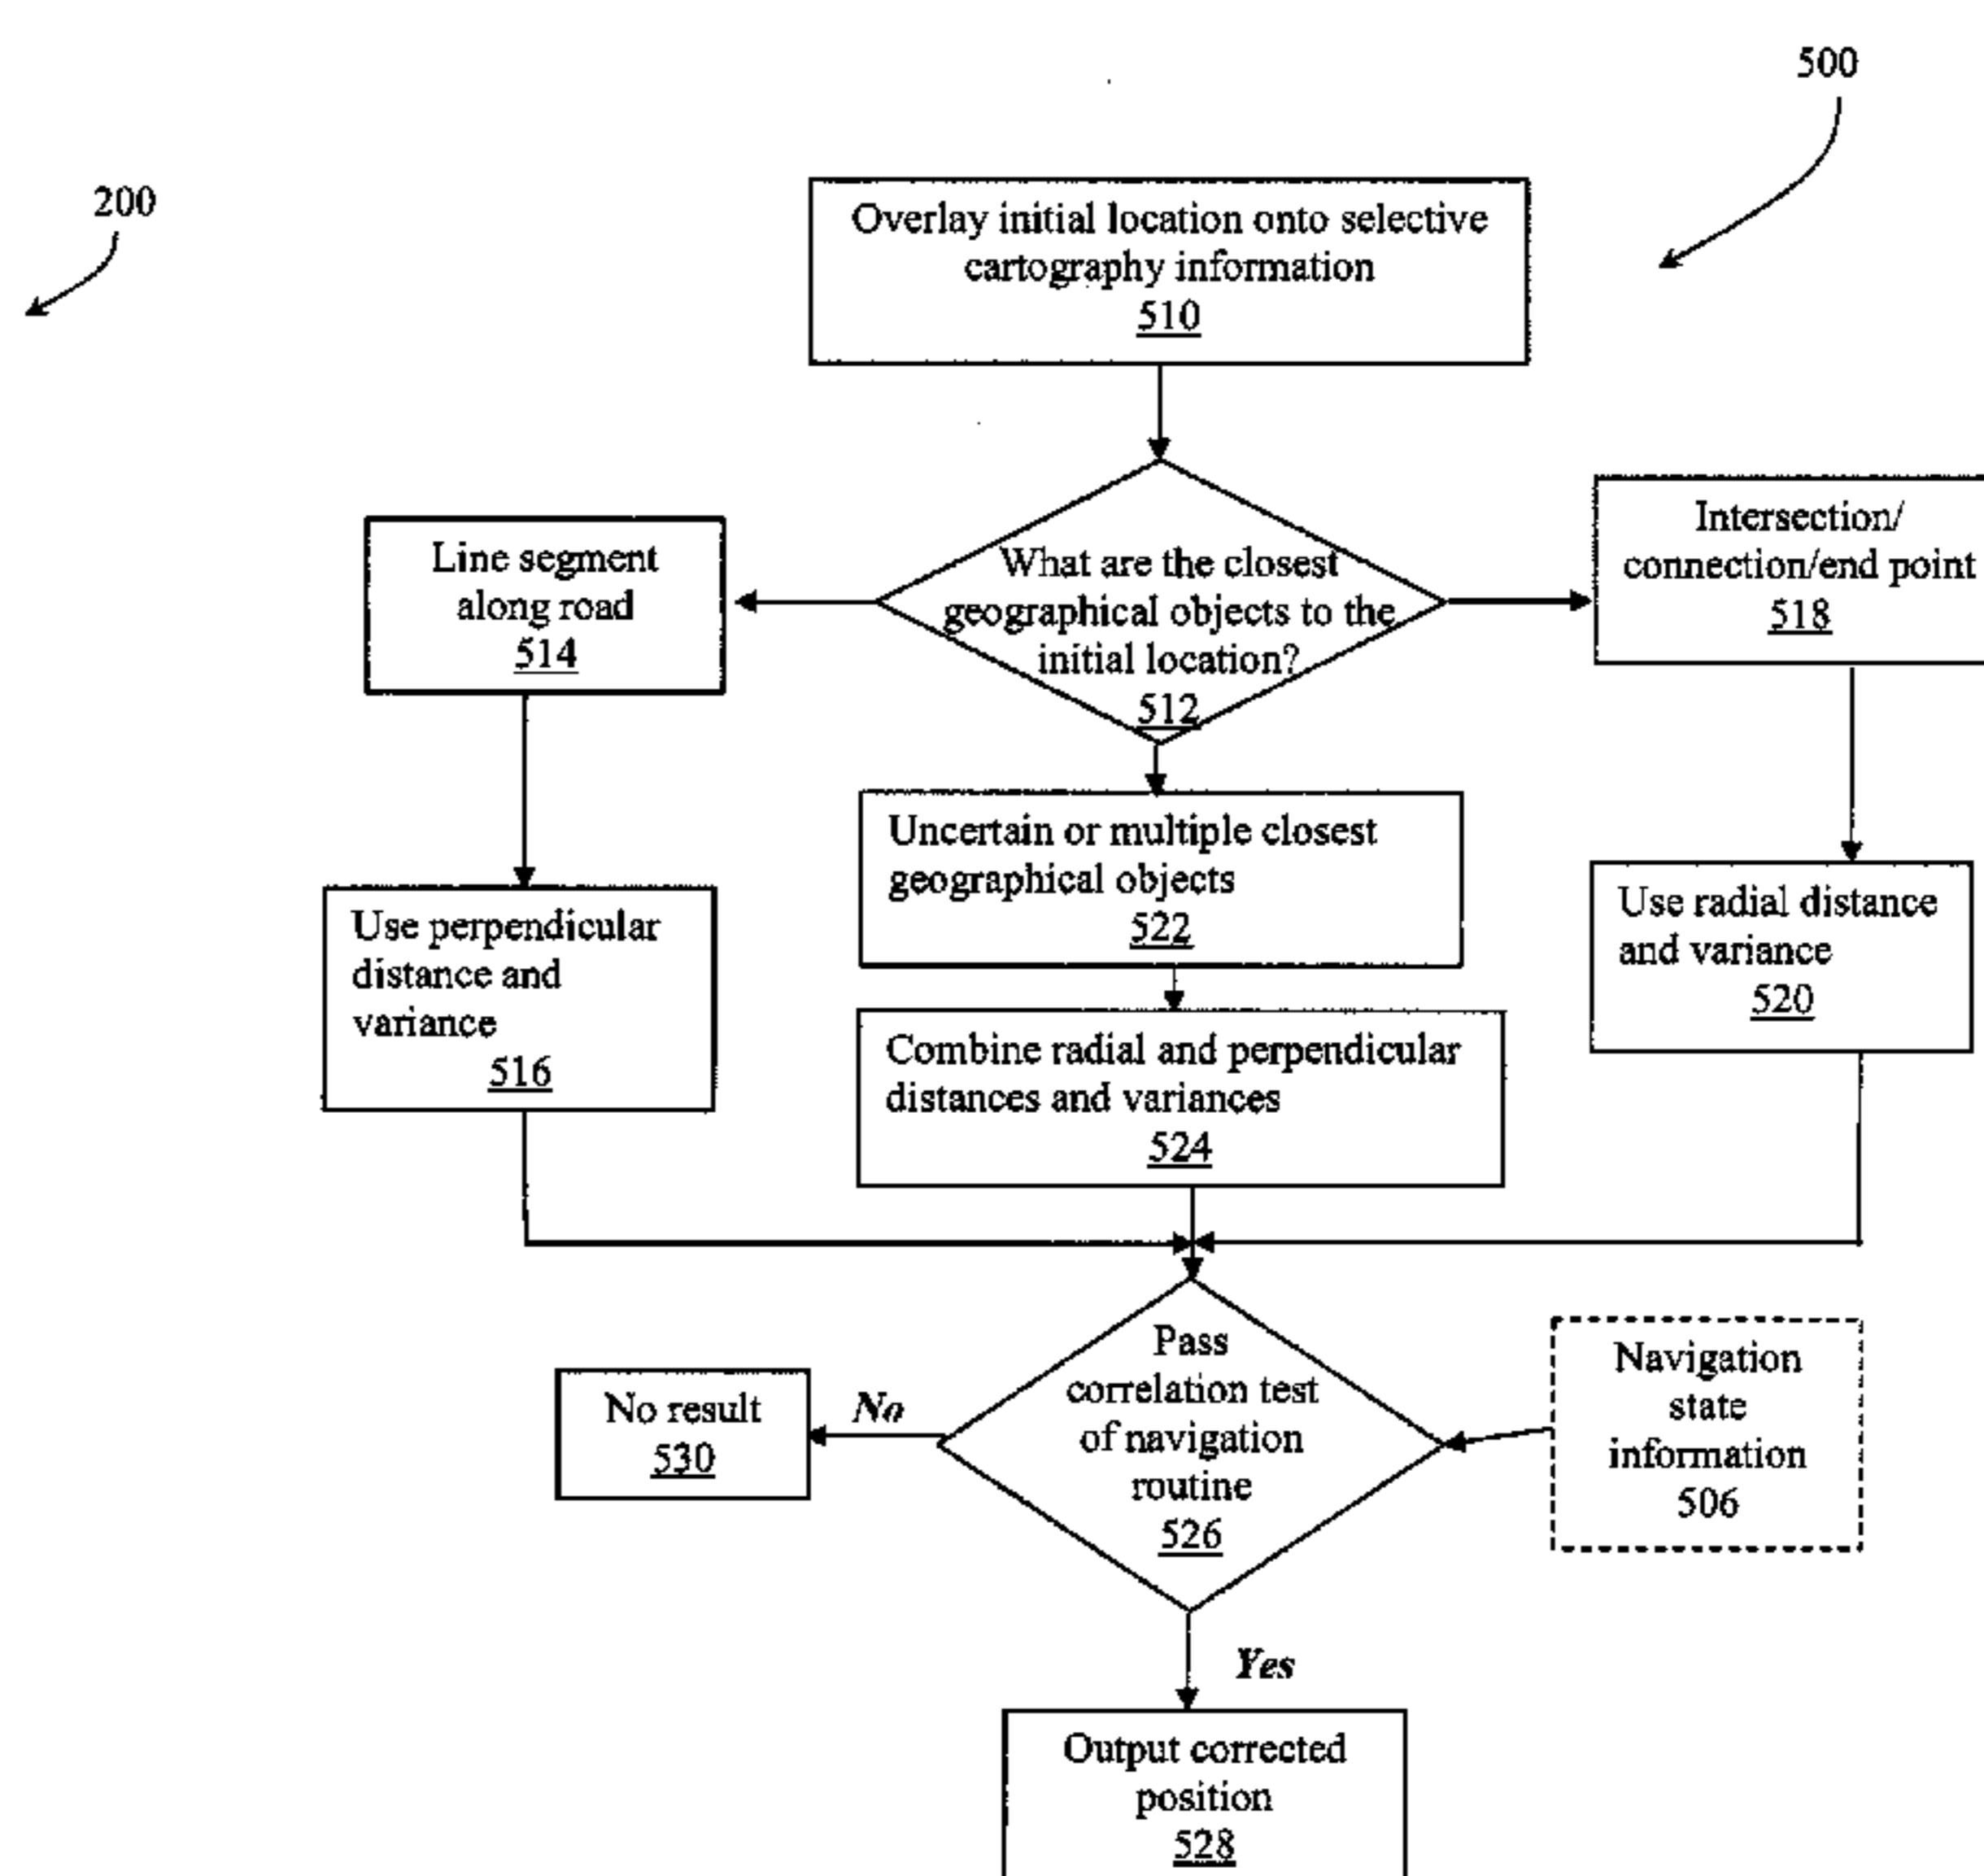 500
200
Overlay initial location onto selective
cartography information
510
What are the closest
geographical objects to the
initial location?
512
Line segment
along road
514
Intersection/
connection/end point
518
Use perpendicular
distance and
variance
516
Uncertain or multiple closest
geographical objects
522
Use radial distance
and variance
520
Combine radial and perpendicular
distances and variances
524
Pass
correlation test
of navigation
routine
526
Navigation
state
information
506
No result
530
No
Yes
Output corrected
position
528